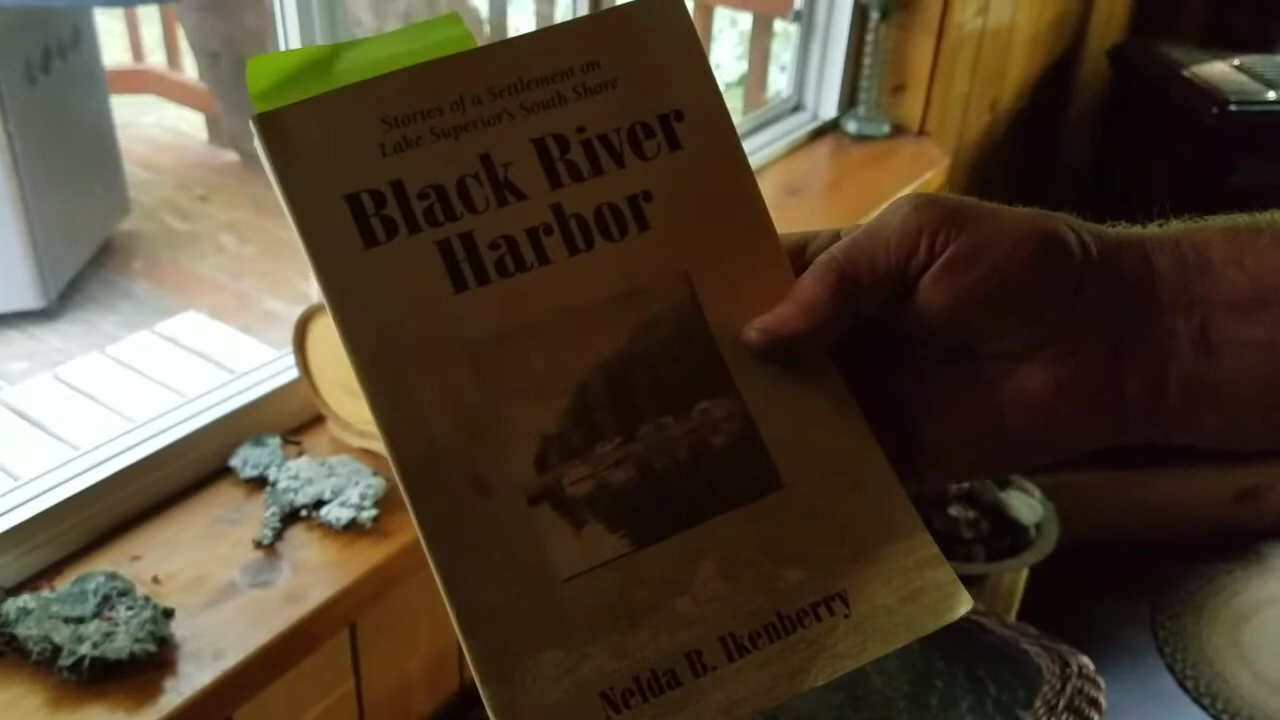 Stories of a Settlement on
Lake Superior's South Shore
Black River
Harbor
Nelda B. Ikenberry